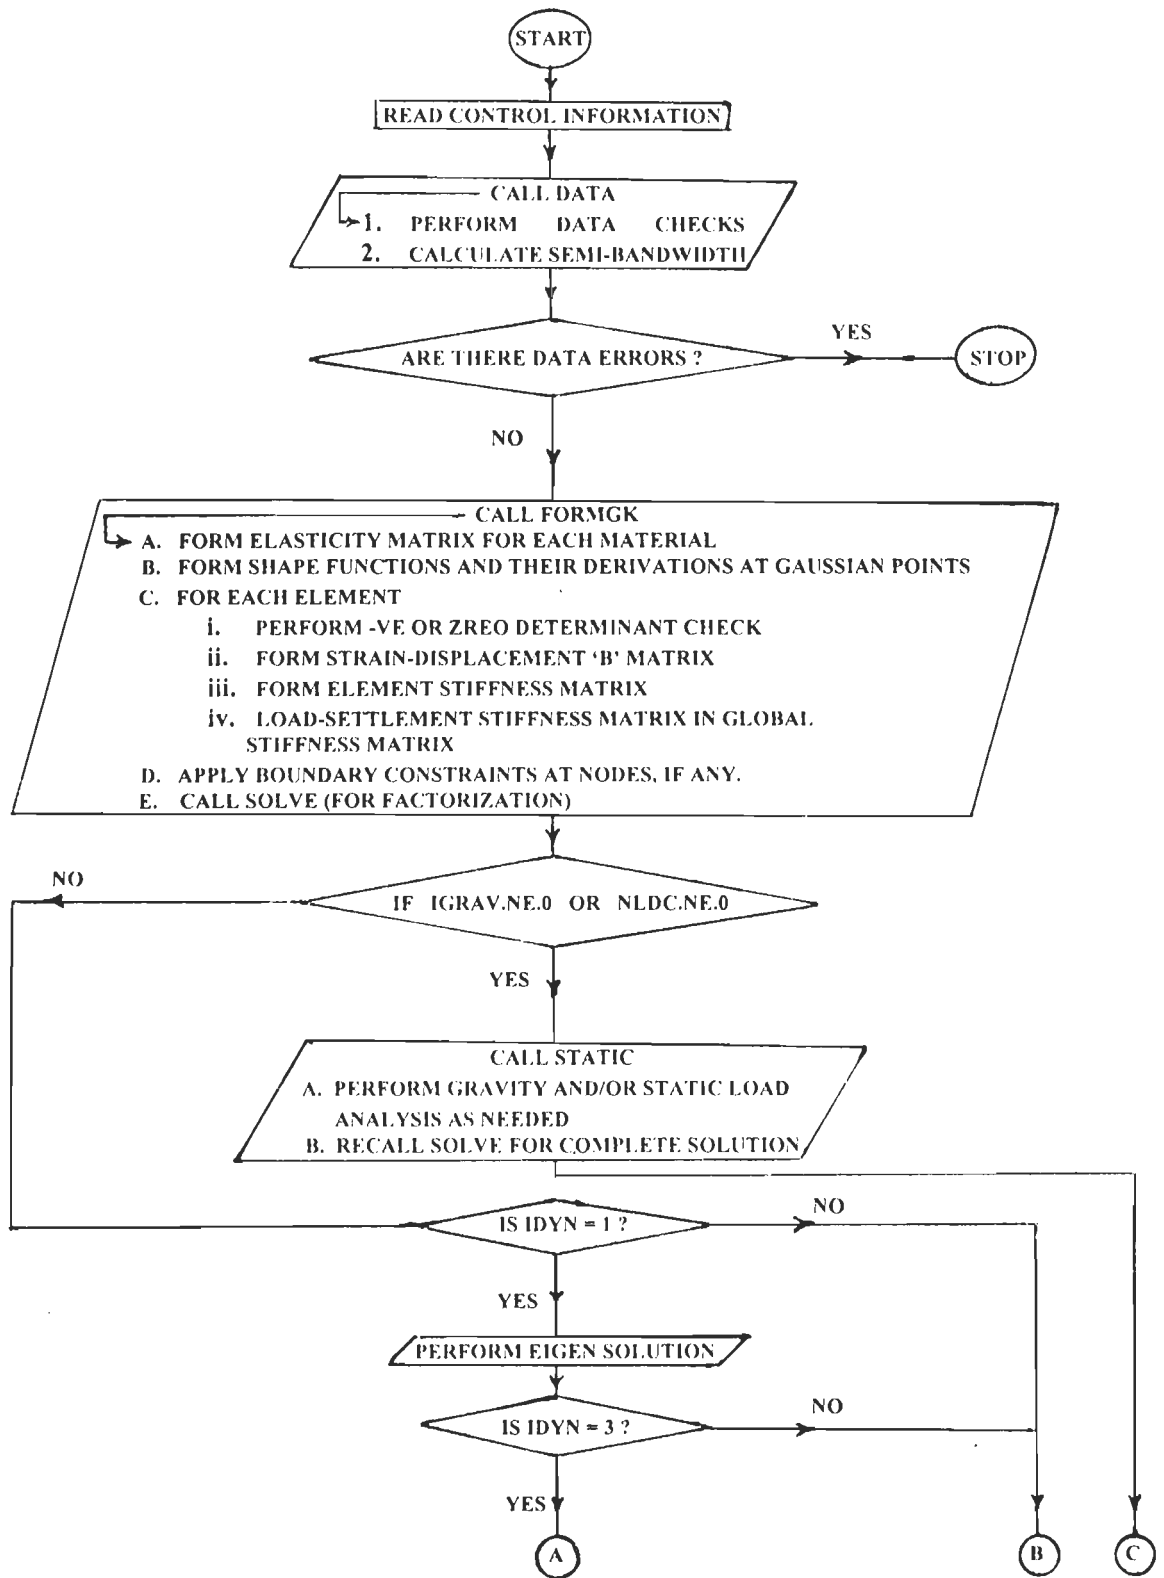 START
READ CONTROL INFORMATION
CALL DATA
1. PERFORM DATA CHECKS
2. CALCULATE SEMI-BANDWIDTH
ARE THERE DATA ERRORS ?
YES
STOP
NO
CALL FORMGK
A. FORM ELASTICITY MATRIX FOR EACH MATERIAL
B. FORM SHAPE FUNCTIONS AND THEIR DERIVATIONS AT GAUSSIAN POINTS
C. FOR EACH ELEMENT
i. PERFORM -VE OR ZREO DETERMINANT CHECK
ii. FORM STRAIN-DISPLACEMENT ‘B’ MATRIX
iii. FORM ELEMENT STIFFNESS MATRIX
iv. LOAD-SETTLEMENT STIFFNESS MATRIX IN GLOBAL
STIFFNESS MATRIX
D. APPLY BOUNDARY CONSTRAINTS AT NODES, IF ANY.
E. CALL SOLVE (FOR FACTORIZATION)
NO
IF IGRAV.NE.0 OR NLDC.NE.0
YES
CALL STATIC
A. PERFORM GRAVITY AND/OR STATIC LOAD
ANALYSIS AS NEEDED
B. RECALL SOLVE FOR COMPLETE SOLUTION
IS IDYN = 1 ?
NO
YES
PERFORM EIGEN SOLUTION
IS IDYN = 3 ?
NO
YES
A
B
C